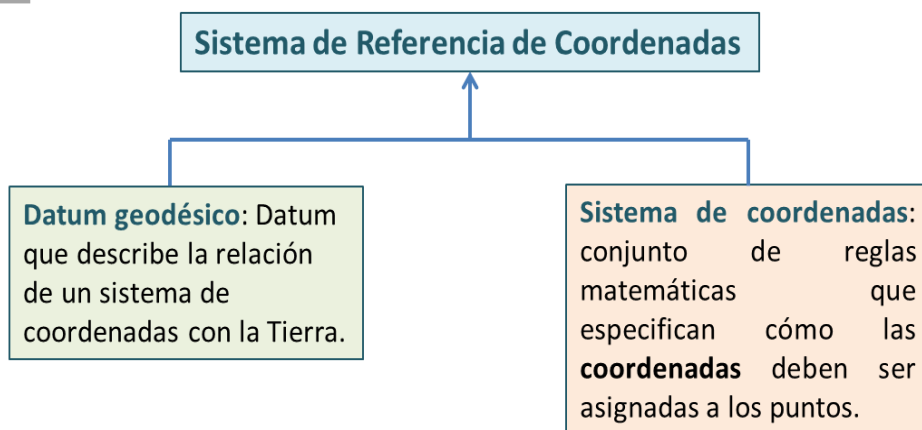 Sistema de Referencia de Coordenadas
Datum geodésico: Datum
que describe la relación
de un sistema de
coordenadas con la Tierra.
Sistema de coordenadas:
conjunto de reglas
matemáticas que
especifican cómo las
coordenadas deben ser
asignadas a los puntos.